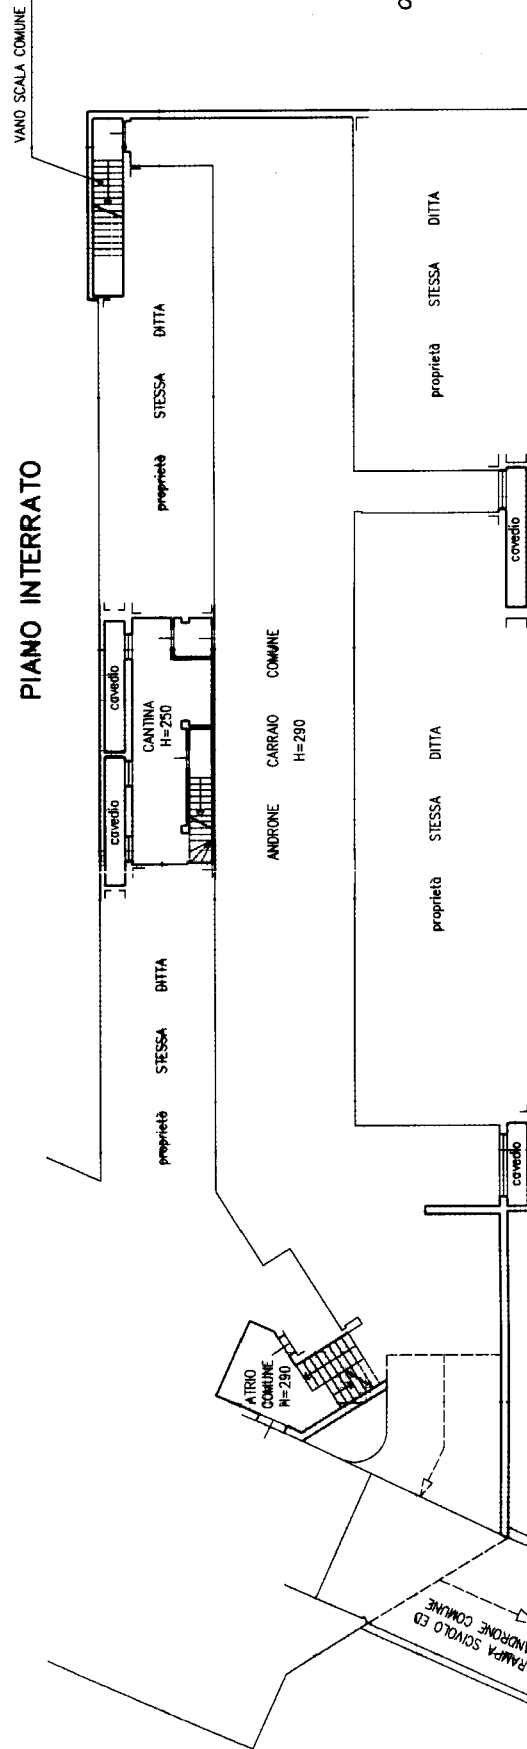 VANO SCALA COMUNE
PIANO INTERRATO
proprietà STESSA DITTA
proprietà STESSA DITTA
cavedio
cavedio
CANTINA
H=250
cavedio
ANDRONE CARRAIO COMUNE
H=290
proprietà STESSA DITTA
proprietà STESSA DITTA
cavedio
ATRIO
COMUNE
H=290
RAMPA SCIVOLO ED
ANDRONE COMUNE